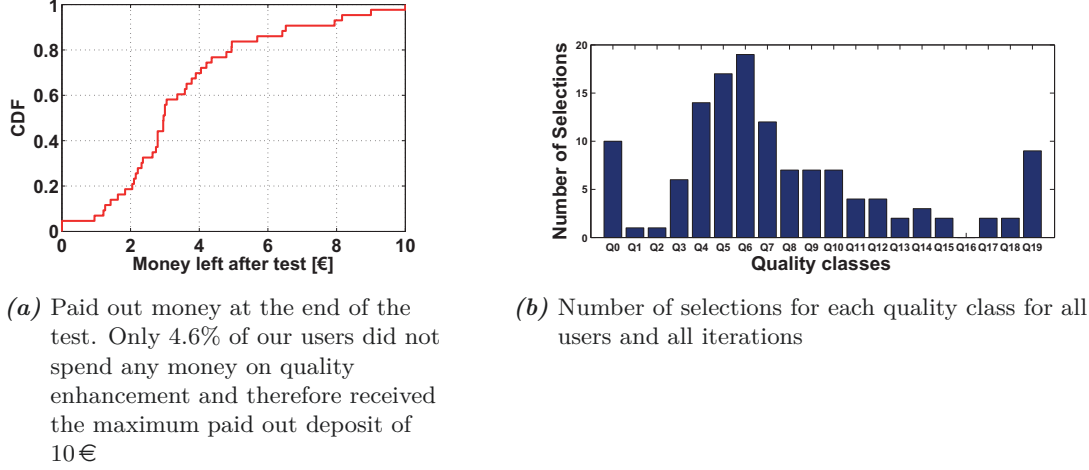 1
0.8
0.6
0.4
0.2
0
CDF
0 2 4 6 8 10
Money left after test [€]
20
15
10
5
0
Number of Selections
Q0 Q1 Q2 Q3 Q4 Q5 Q6 Q7 Q8 Q9 Q10 Q11 Q12 Q13 Q14 Q15 Q16 Q17 Q18 Q19
Quality classes
(a) Paid out money at the end of the
test. Only 4.6% of our users did not
spend any money on quality
enhancement and therefore received
the maximum paid out deposit of
10 €
(b) Number of selections for each quality class for all
users and all iterations